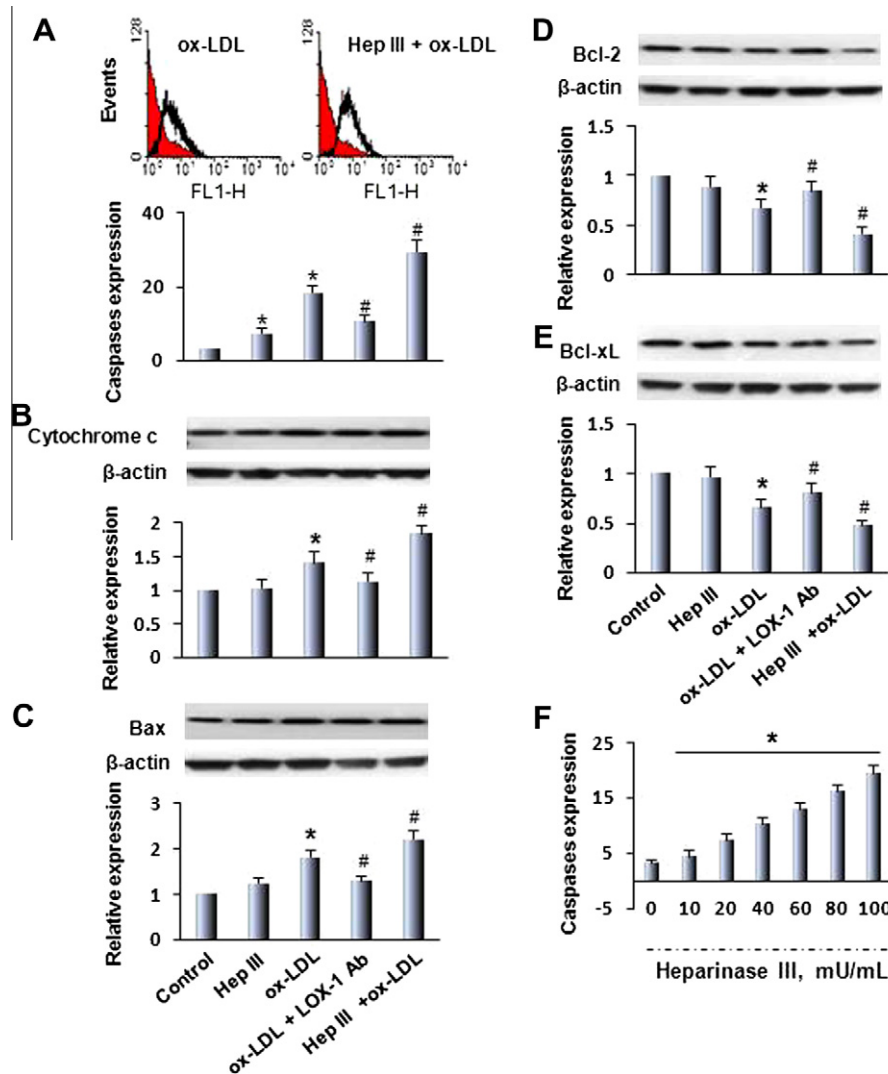 A
ox-LDL
Hep III + ox-LDL
128
128
Events
0
0
10⁰ 10¹ 10² 10³ 10⁴
10⁰ 10¹ 10² 10³ 10⁴
FL1-H
FL1-H
Caspases expression
40
20
0
*
*
#
#
B
Cytochrome c
β-actin
Relative expression
2
1.5
1
0.5
0
*
#
#
C
Bax
β-actin
Relative expression
3
2
1
0
*
#
#
Control
Hep III
ox-LDL
ox-LDL + LOX-1 Ab
Hep III +ox-LDL
D
Bcl-2
β-actin
Relative expression
1.5
1
0.5
0
*
#
#
E
Bcl-xL
β-actin
Relative expression
1.5
1
0.5
0
*
#
#
Control
Hep III
ox-LDL
ox-LDL + LOX-1 Ab
Hep III +ox-LDL
F
Caspases expression
25
15
5
-5
*
0 10 20 40 60 80 100
Heparinase III, mU/mL